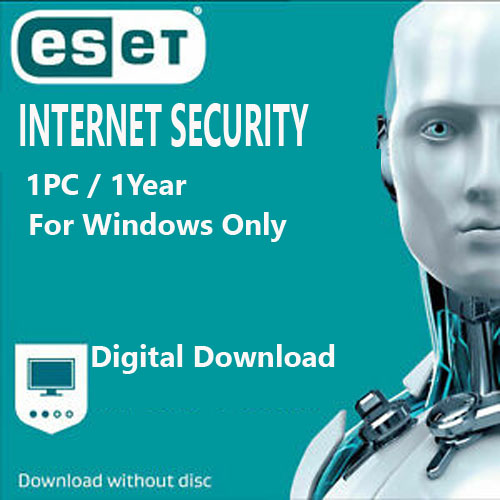 eseT®
INTERNET SECURITY
1PC / 1Year
For Windows Only
Digital Download
Download without disc